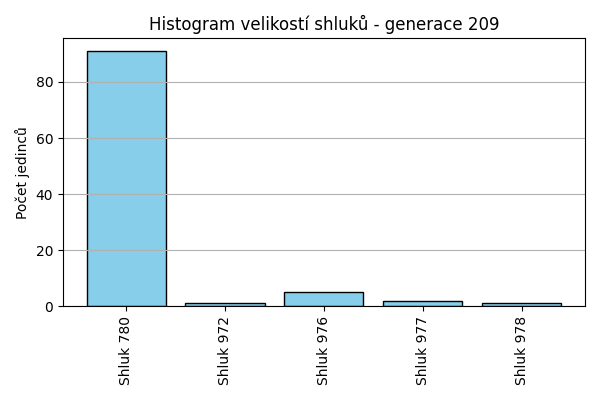 Histogram velikostí shluků - generace 209
Počet jedinců
80
60
40
20
0
Shluk 780
Shluk 972
Shluk 976
Shluk 977
Shluk 978